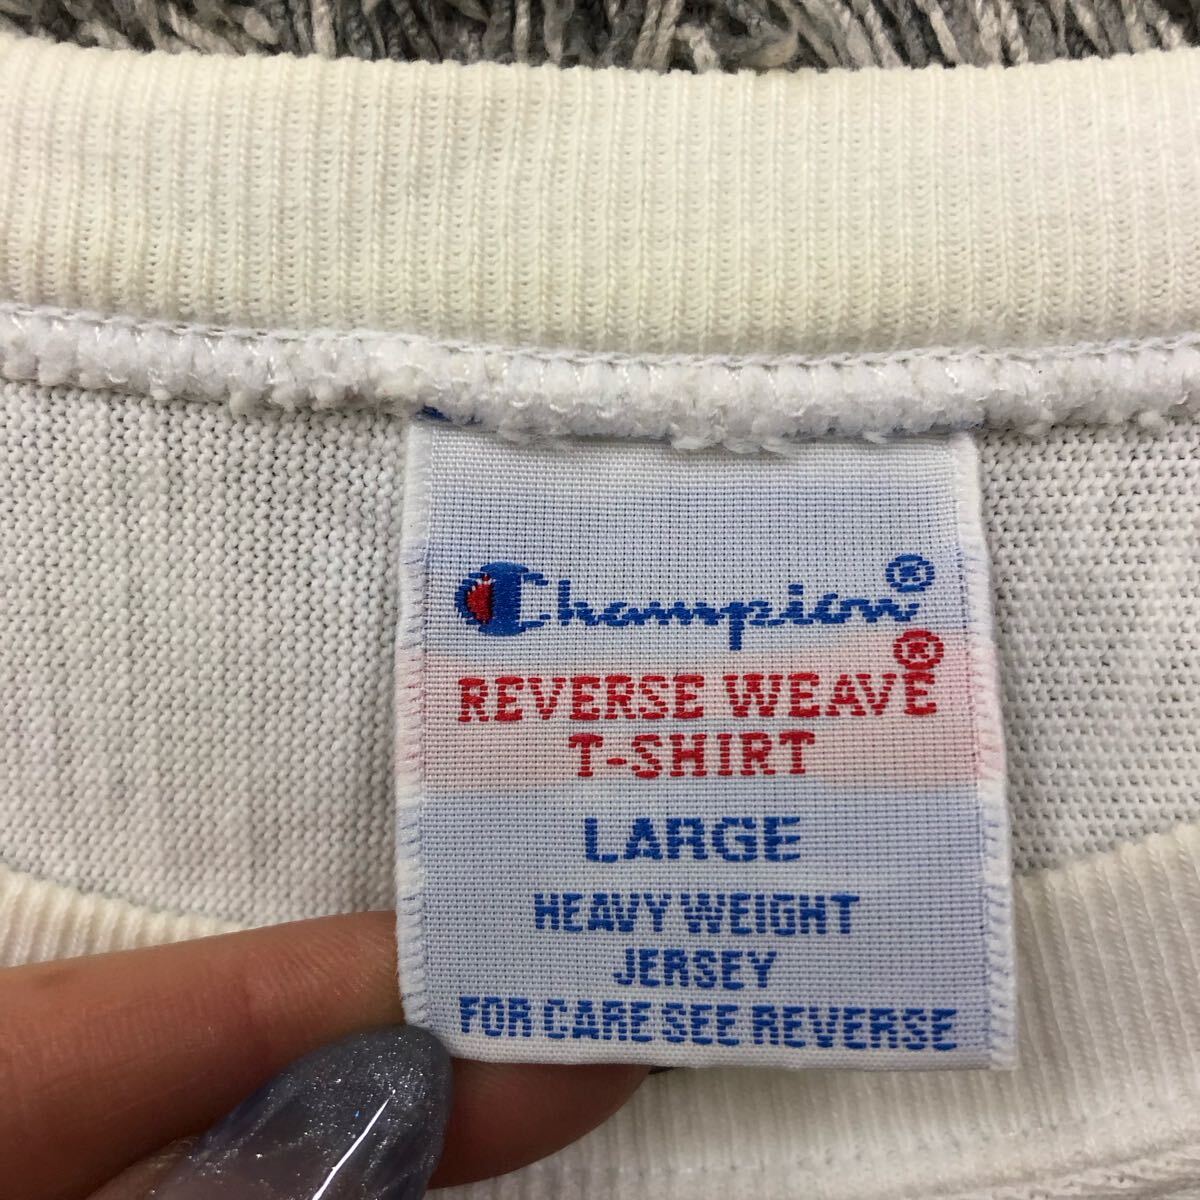 Champion®
REVERSE WEAVE®
T-SHIRT
LARGE
HEAVY WEIGHT
JERSEY
FOR CARE SEE REVERSE